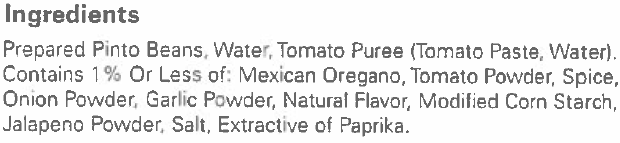 Ingredients
Prepared Pinto Beans, Water, Tomato Puree (Tomato Paste, Water).
Contains 1% Or Less of: Mexican Oregano, Tomato Powder, Spice,
Onion Powder, Garlic Powder, Natural Flavor, Modified Corn Starch,
Jalapeno Powder, Salt, Extractive of Paprika.